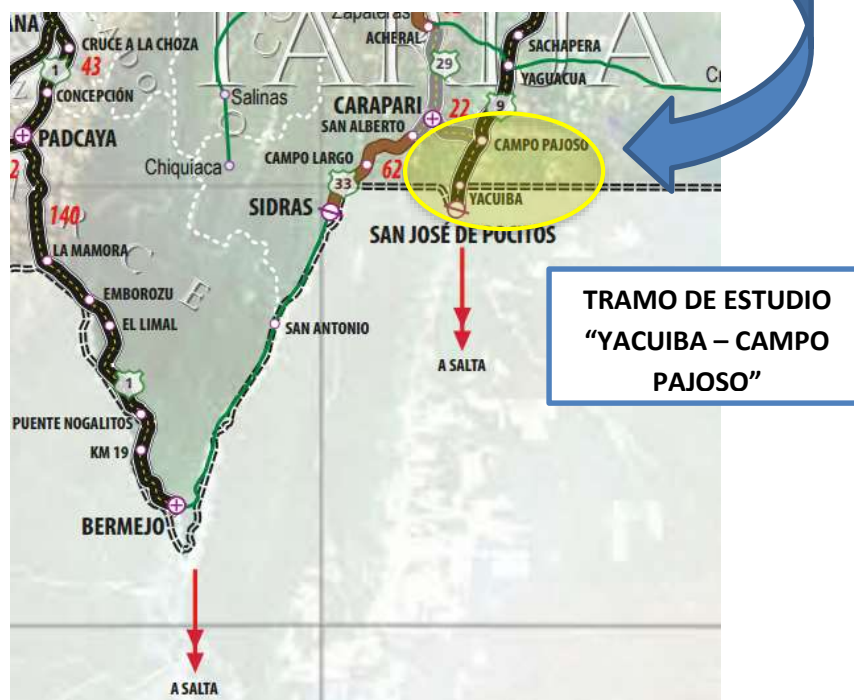 ANA
Zapateras
ACHERAL
CRUCE A LA CHOZA
43
SACHAPERA
1
29
YAGUACUA
CONCEPCIÓN
Salinas
CARAPARI
22
9
SAN ALBERTO
PADCAYA
CAMPO PAJOSO
CAMPO LARGO
Chiquiaca
62
33
YACUIBA
140
SIDRAS
SAN JOSÉ DE POCITOS
LA MAMORA
EMBOROZU
EL LIMAL
SAN ANTONIO
A SALTA
1
PUENTE NOGALITOS
KM 19
BERMEJO
A SALTA
TRAMO DE ESTUDIO
“YACUIBA – CAMPO
PAJOSO”